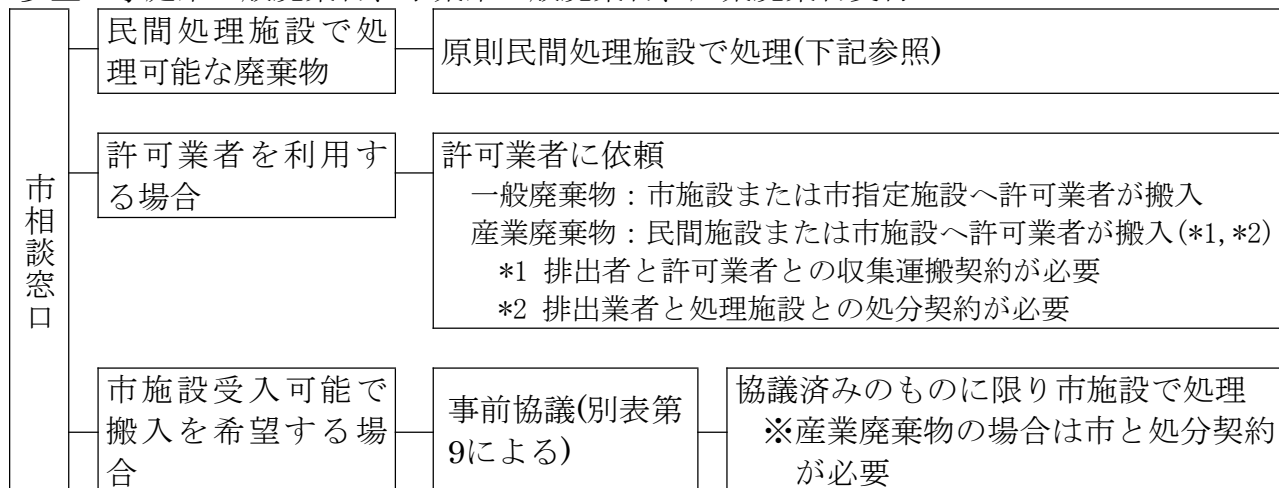 民間処理施設で処
理可能な廃棄物
原則民間処理施設で処理(下記参照)
市相談窓口
許可業者を利用す
る場合
許可業者に依頼
一般廃棄物：市施設または市指定施設へ許可業者が搬入
産業廃棄物：民間施設または市施設へ許可業者が搬入(*1,*2)
*1 排出者と許可業者との収集運搬契約が必要
*2 排出業者と処理施設との処分契約が必要
市施設受入可能で
搬入を希望する場
合
事前協議(別表第
9による)
協議済みのものに限り市施設で処理
※産業廃棄物の場合は市と処分契約
が必要